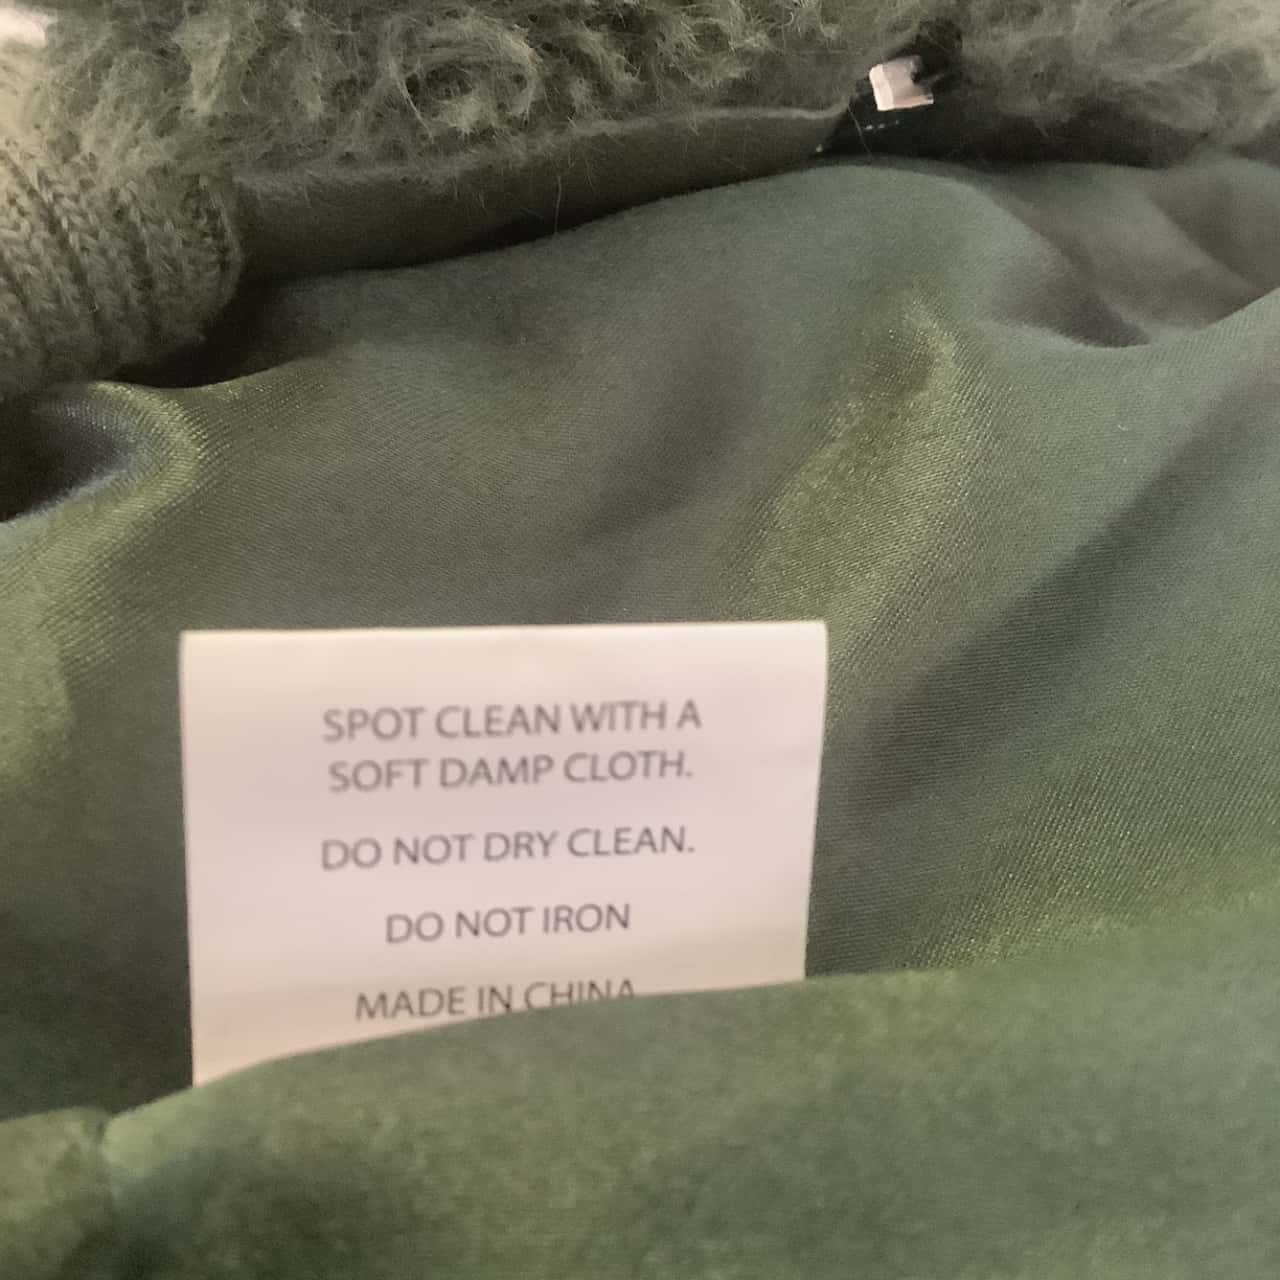 SPOT CLEAN WITH A
SOFT DAMP CLOTH.
DO NOT DRY CLEAN.
DO NOT IRON
MADE IN CHINA